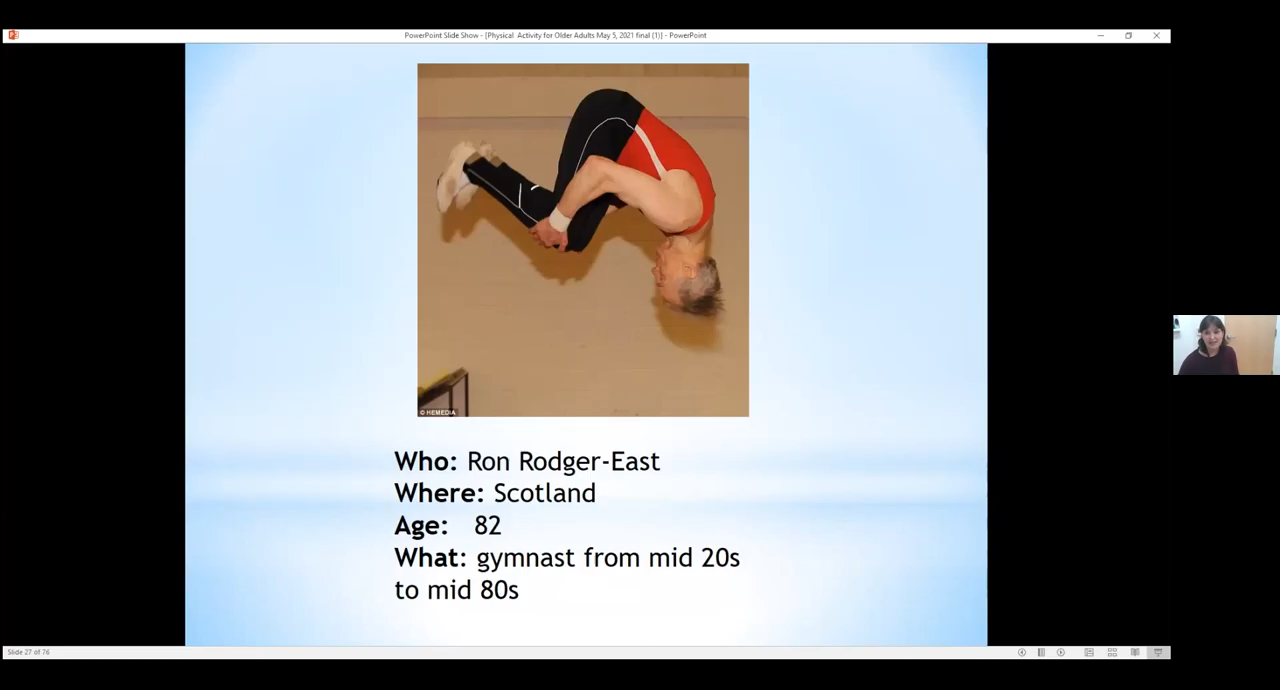 PowerPoint Slide Show - [Physical Activity for Older Adults May 5, 2021 final (1)] - PowerPoint
© HEMEDIA
Who: Ron Rodger-East
Where: Scotland
Age: 82
What: gymnast from mid 20s
to mid 80s
Slide 27 of 76